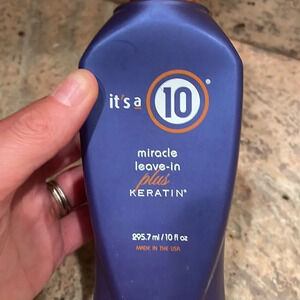 it's a 10®
miracle
leave-in
plus
KERATIN®
295.7 ml/10 fl oz
MADE IN THE USA